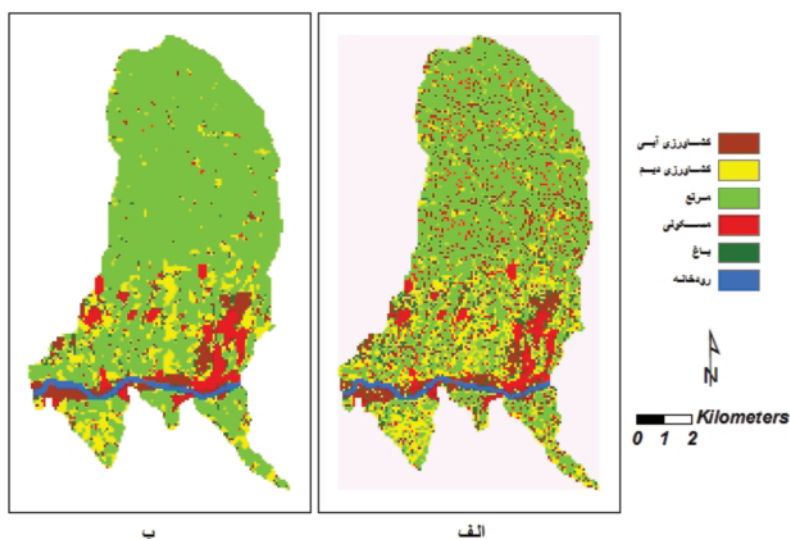 کشاورزی آبی
کشاورزی دیم
مرتع
مسکونی
باغ
رودخانه
N
Kilometers
0 1 2
الف
ب